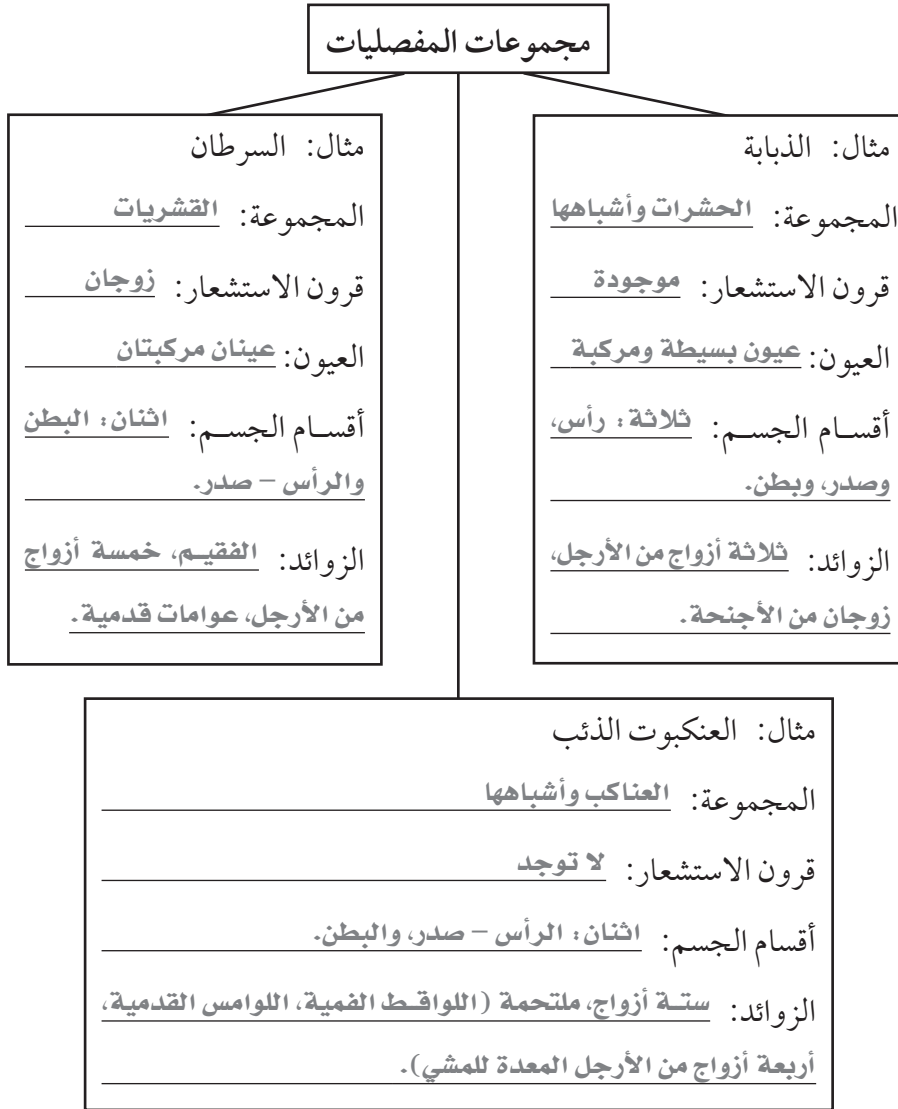 مجموعات المفصليات
مثال: الذبابة
المجموعة: الحشرات وأشباهها
قرون الاستشعار: موجودة
العيون: عيون بسيطة ومركبة
أقسام الجسم: ثلاثة: رأس،
وصدر، وبطن.
الزوائد: ثلاثة أزواج من الأرجل،
زوجان من الأجنحة.
مثال: السرطان
المجموعة: القشريات
قرون الاستشعار: زوجان
العيون: عينان مركبتان
أقسام الجسم: اثنان: البطن
والرأس – صدر.
الزوائد: الفقيم، خمسة أزواج
من الأرجل، عوامات قدمية.
مثال: العنكبوت الذئب
المجموعة: العناكب وأشباهها
قرون الاستشعار: لا توجد
أقسام الجسم: اثنان: الرأس – صدر، والبطن.
الزوائد: ستة أزواج، ملتحمة (اللواقط الفمية، اللوامس القدمية،
أربعة أزواج من الأرجل المعدة للمشي).